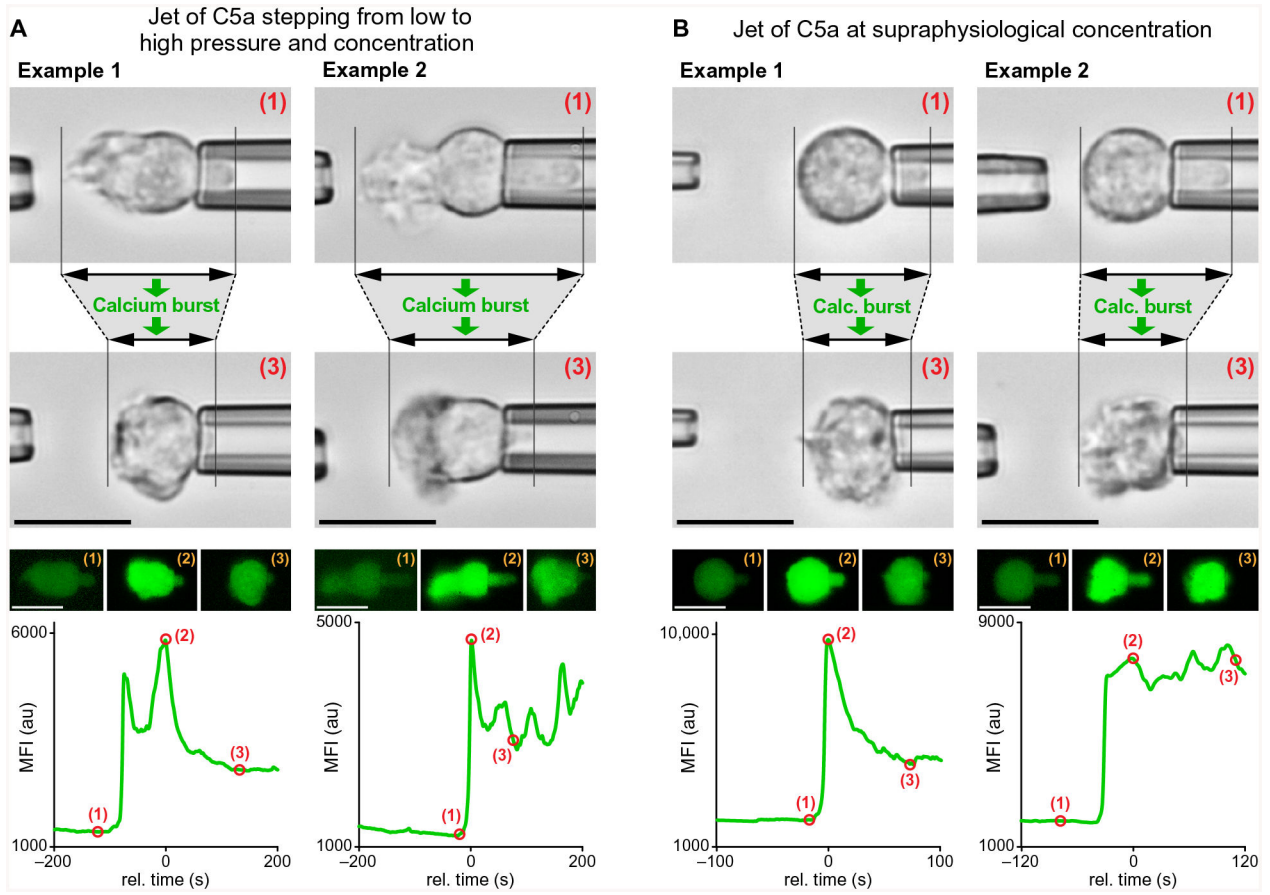 A
Jet of C5a stepping from low to
high pressure and concentration
Example 1
Example 2
(1)
(1)
Calcium burst
Calcium burst
(3)
(3)
(1)
(2)
(3)
(1)
(2)
(3)
6000
1000
MFI (au)
(1)
(2)
(3)
–200
0
200
rel. time (s)
5000
1000
MFI (au)
(1)
(2)
(3)
–200
0
200
rel. time (s)
B
Jet of C5a at supraphysiological concentration
Example 1
Example 2
(1)
(1)
Calc. burst
Calc. burst
(3)
(3)
(1)
(2)
(3)
(1)
(2)
(3)
10,000
1000
MFI (au)
(1)
(2)
(3)
–100
0
100
rel. time (s)
9000
1000
MFI (au)
(1)
(2)
(3)
–120
0
120
rel. time (s)